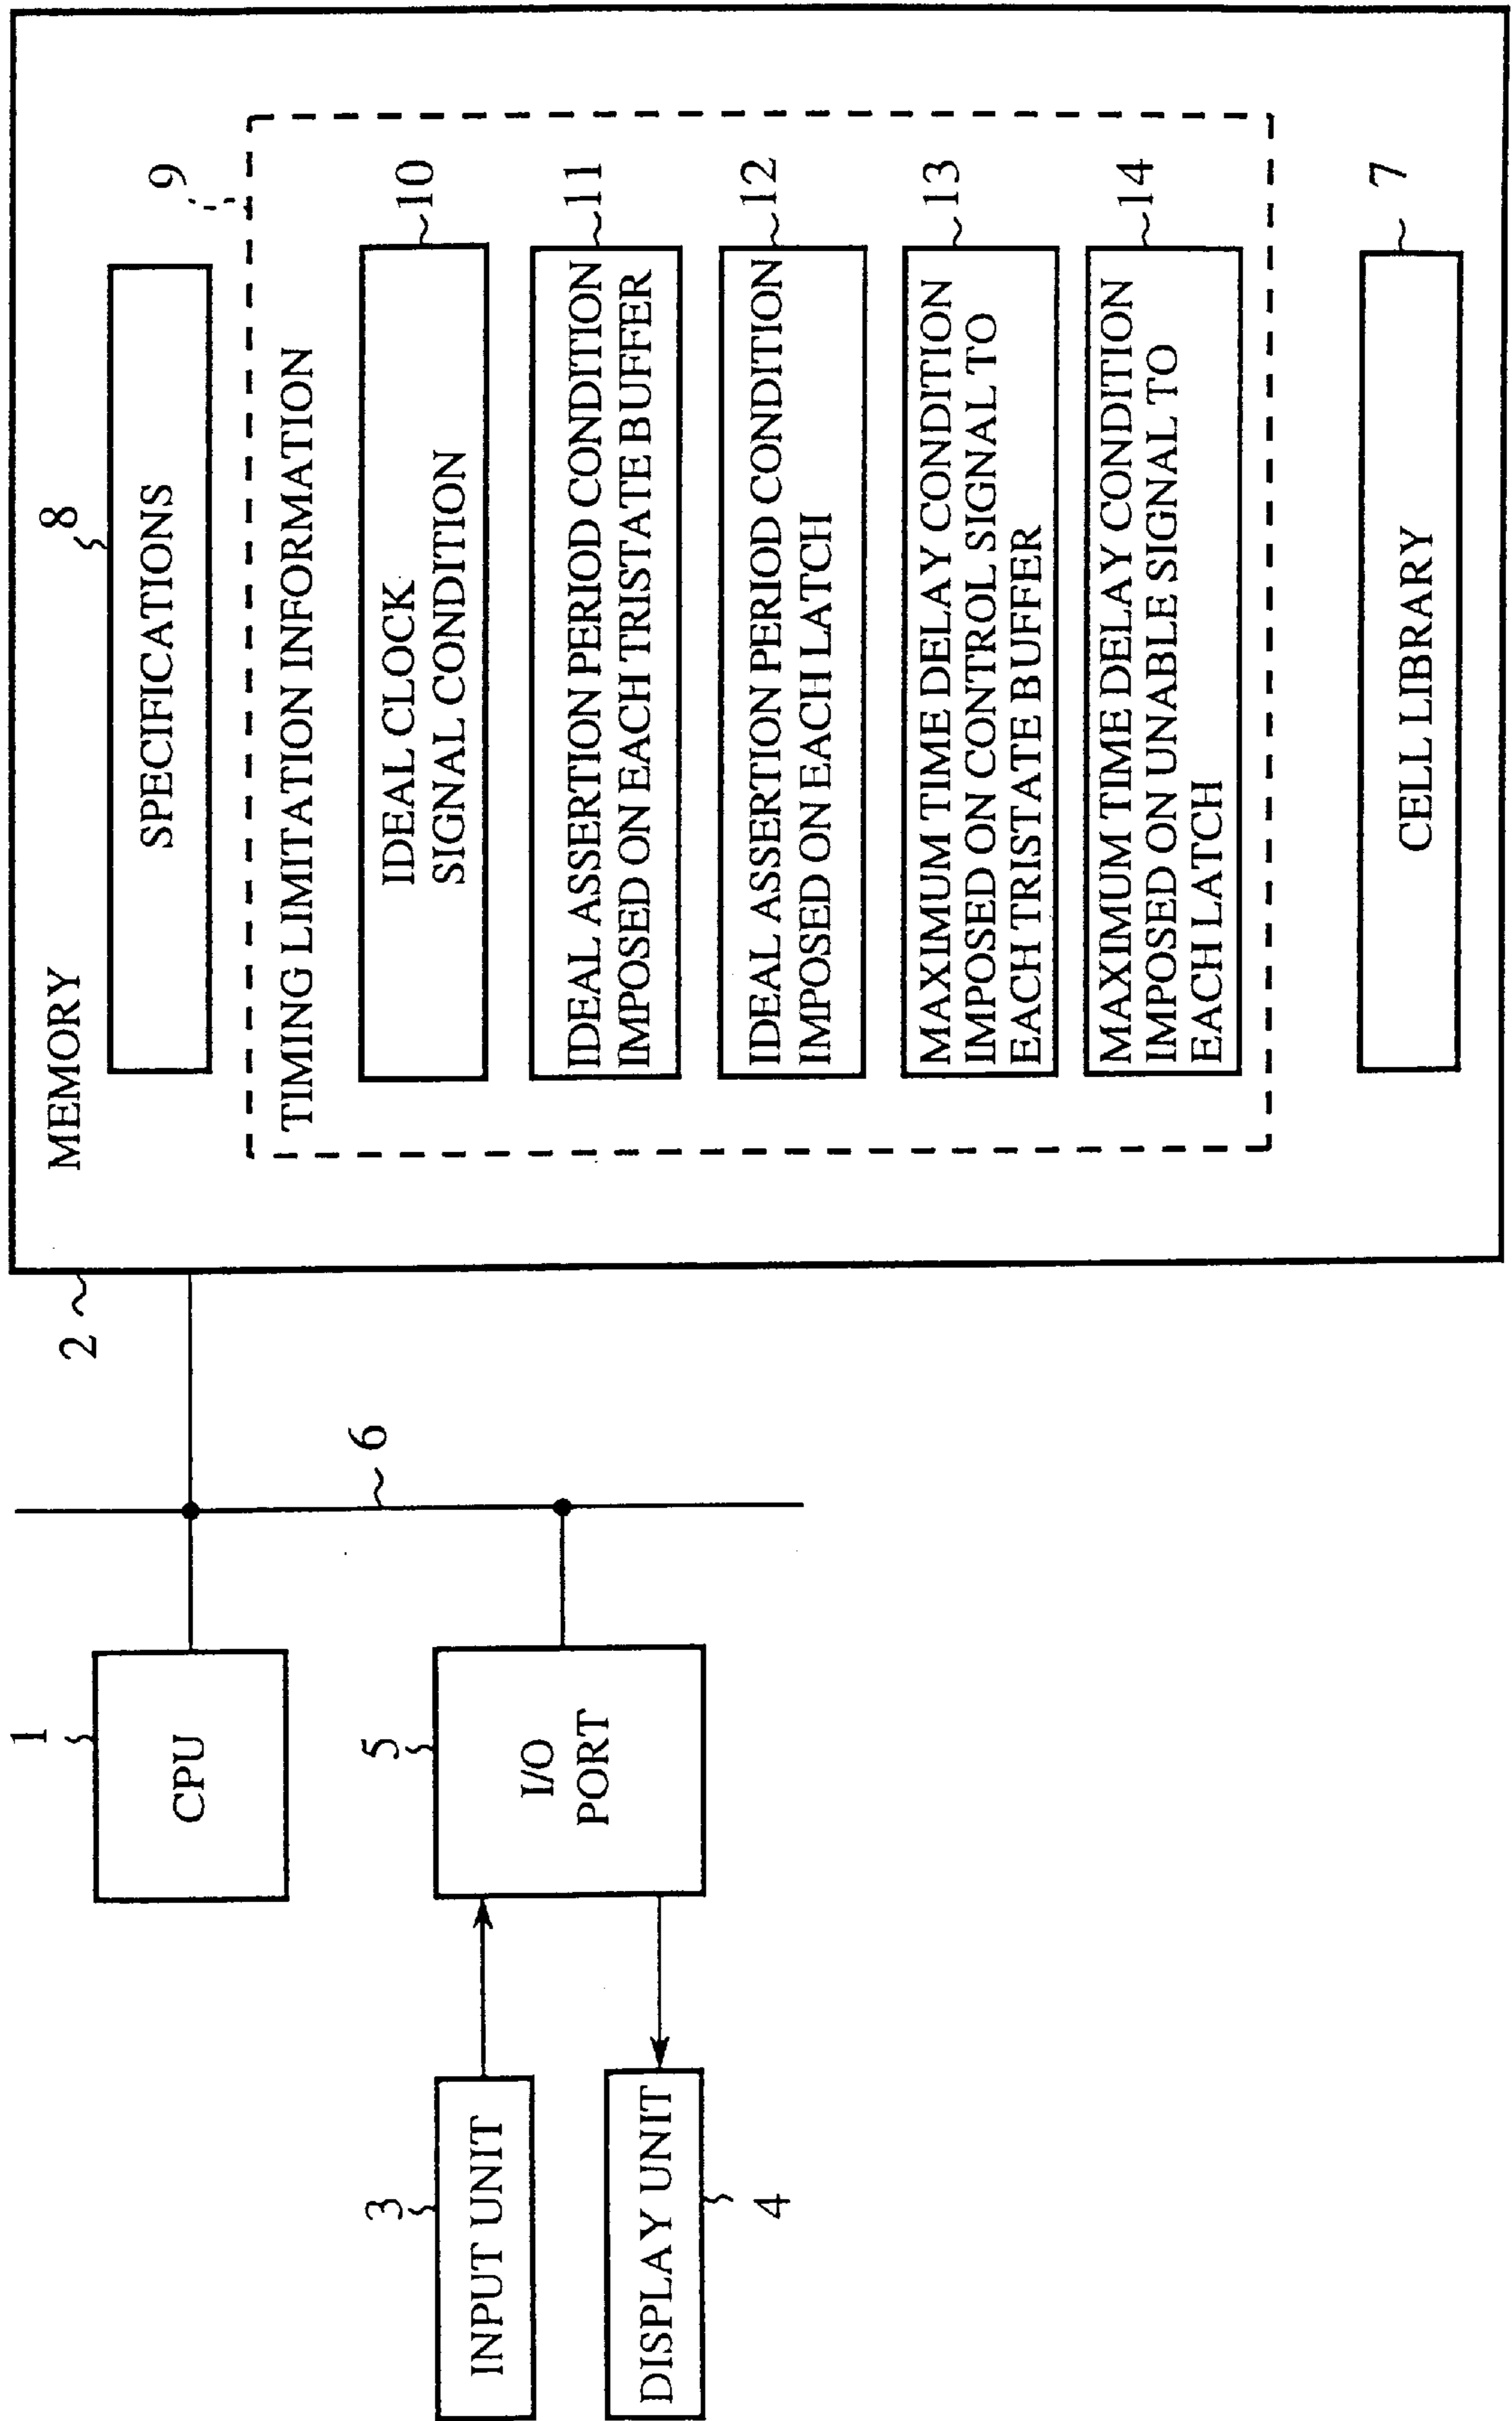 1
CPU
3
INPUT UNIT
5
I/O
PORT
DISPLAY UNIT
4
6
2
MEMORY
8
SPECIFICATIONS
9
TIMING LIMITATION INFORMATION
IDEAL CLOCK
SIGNAL CONDITION
10
IDEAL ASSERTION PERIOD CONDITION
IMPOSED ON EACH TRISTATE BUFFER
11
IDEAL ASSERTION PERIOD CONDITION
IMPOSED ON EACH LATCH
12
MAXIMUM TIME DELAY CONDITION
IMPOSED ON CONTROL SIGNAL TO
EACH TRISTATE BUFFER
13
MAXIMUM TIME DELAY CONDITION
IMPOSED ON UNABLE SIGNAL TO
EACH LATCH
14
CELL LIBRARY
7